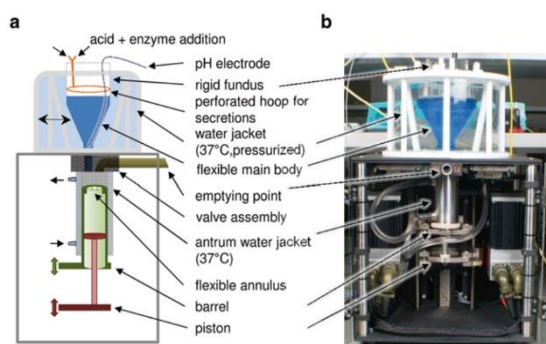 a
b
acid + enzyme addition
pH electrode
rigid fundus
perforated hoop for
secretions
water jacket
(37°C,pressurized)
flexible main body
emptying point
valve assembly
antrum water jacket
(37°C)
flexible annulus
barrel
piston